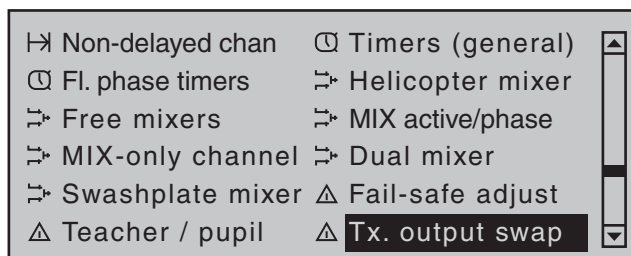 Non-delayed chan Timers (general)
Fl. phase timers Helicopter mixer
Free mixers MIX active/phase
MIX-only channel Dual mixer
Swashplate mixer Fail-safe adjust
Teacher / pupil Tx. output swap